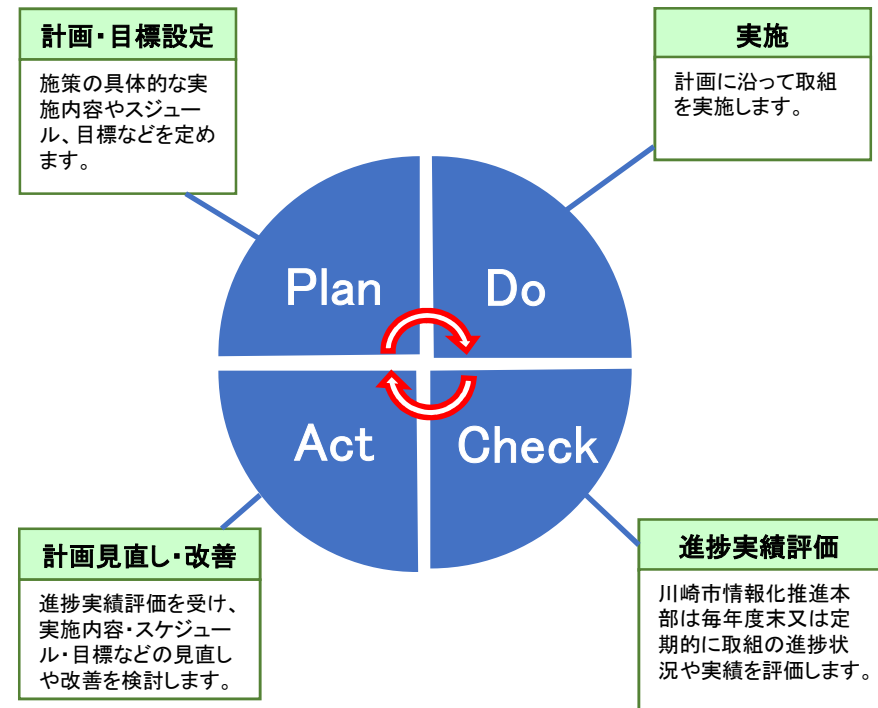 計画・目標設定
施策の具体的な実
施内容やスジュー
ル、目標などを定め
ます。
実施
計画に沿って取組
を実施します。
Plan
Do
Act
Check
計画見直し・改善
進捗実績評価を受け、
実施内容・スケジュー
ル・目標などの見直し
や改善を検討します。
進捗実績評価
川崎市情報化推進本
部は毎年度末又は定
期的に取組の進捗状
況や実績を評価します。